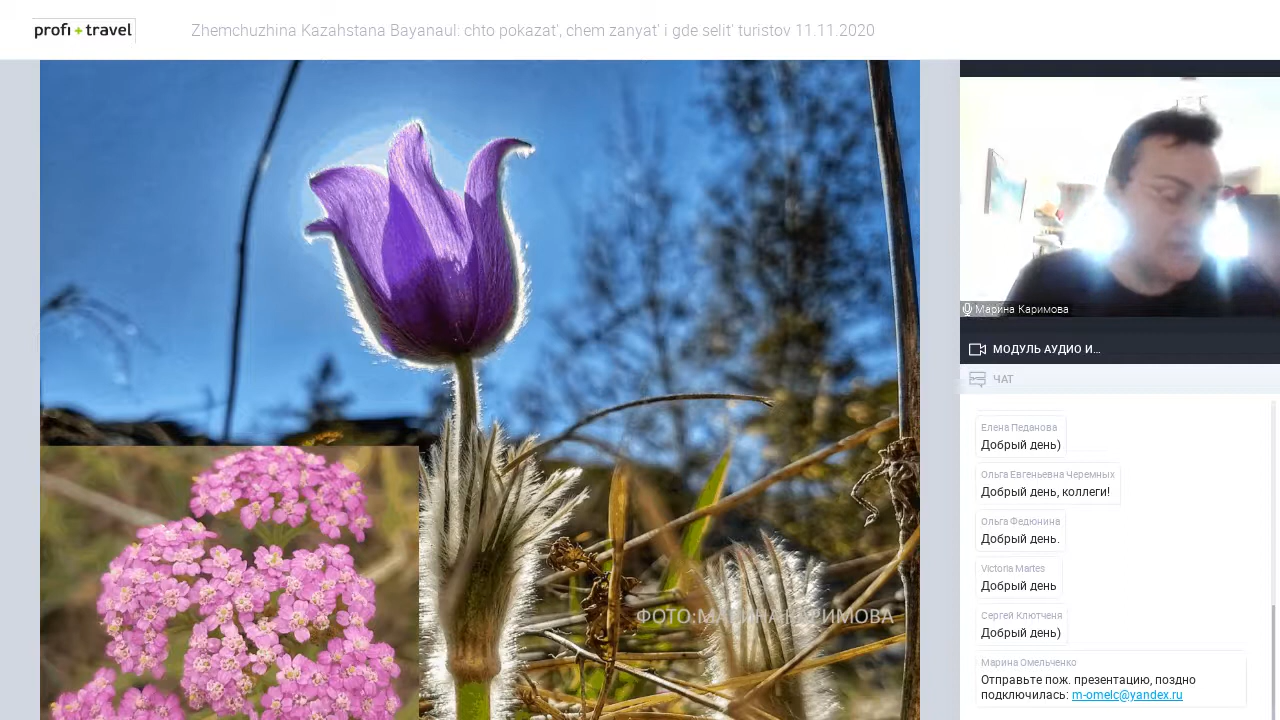 profi + travel
Zhemchuzhina Kazahstana Bayanaul: chto pokazat', chem zanyat' i gde selit' turistov 11.11.2020
ФОТО:МАРИНА КАРИМОВА
Марина Каримова
МОДУЛЬ АУДИО И...
ЧАТ
Елена Педанова
Добрый день)
Ольга Евгеньевна Черемных
Добрый день, коллеги!
Ольга Федюнина
Добрый день.
Victoria Martes
Добрый день
Сергей Клютченя
Добрый день)
Марина Омельченко
Отправьте пож. презентацию, поздно
подключилась: m-omelc@yandex.ru